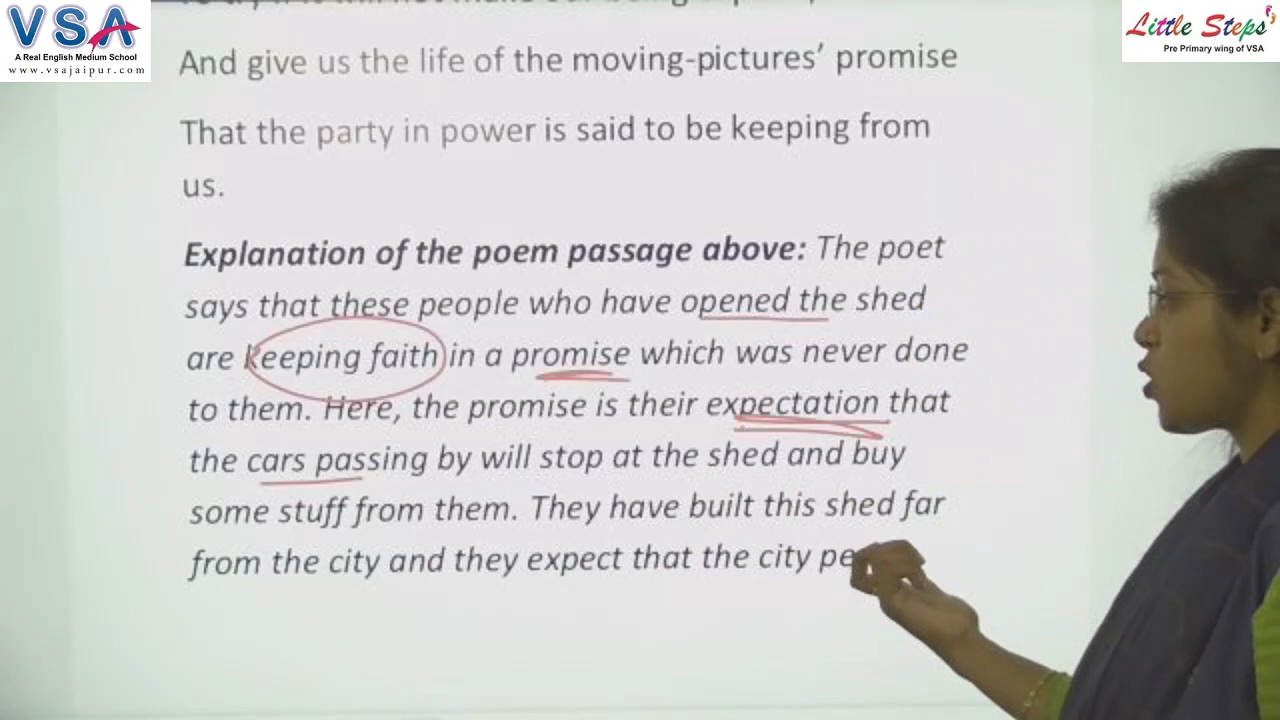 VSA
A Real English Medium School
www.vsajaipur.com
Little Steps
Pre Primary wing of VSA
And give us the life of the moving-pictures’ promise
That the party in power is said to be keeping from
us.
Explanation of the poem passage above: The poet
says that these people who have opened the shed
are keeping faith in a promise which was never done
to them. Here, the promise is their expectation that
the cars passing by will stop at the shed and buy
some stuff from them. They have built this shed far
from the city and they expect that the city pe